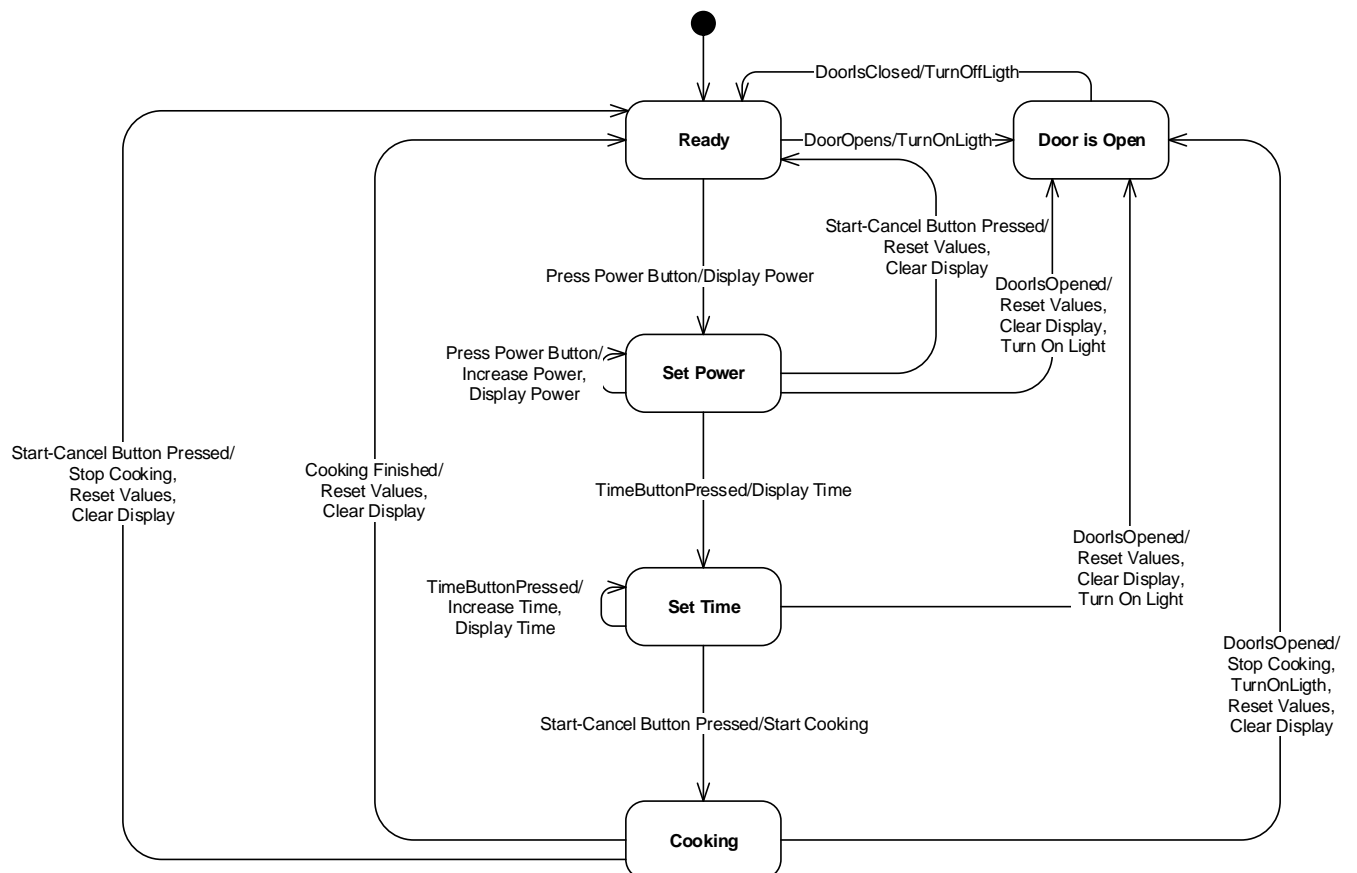 DoorIsClosed/TurnOffLigth
Ready
DoorOpens/TurnOnLigth
Door is Open
Start-Cancel Button Pressed/
Reset Values,
Clear Display
Press Power Button/Display Power
DoorIsOpened/
Reset Values,
Clear Display,
Turn On Light
Press Power Button/
Increase Power,
Display Power
Set Power
Start-Cancel Button Pressed/
Stop Cooking,
Reset Values,
Clear Display
Cooking Finished/
Reset Values,
Clear Display
TimeButtonPressed/Display Time
DoorIsOpened/
Reset Values,
Clear Display,
Turn On Light
TimeButtonPressed/
Increase Time,
Display Time
Set Time
DoorIsOpened/
Stop Cooking,
TurnOnLigth,
Reset Values,
Clear Display
Start-Cancel Button Pressed/Start Cooking
Cooking